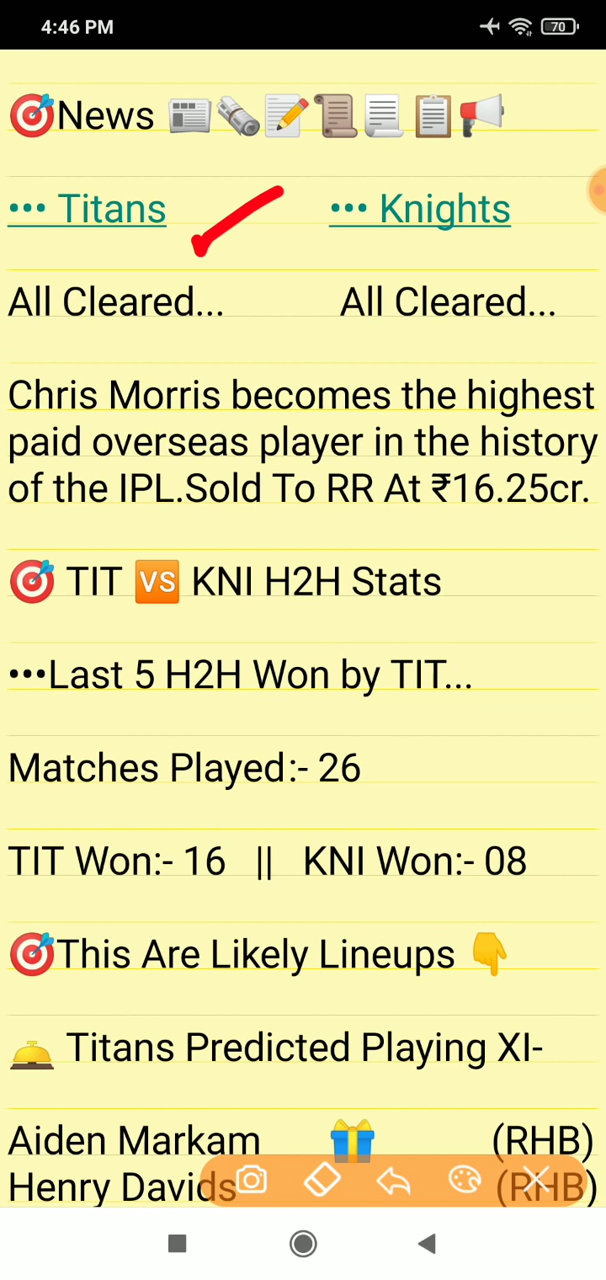 4:46 PM 70
News
••• Titans ••• Knights
All Cleared... All Cleared...
Chris Morris becomes the highest
paid overseas player in the history
of the IPL.Sold To RR At ₹16.25cr.
TIT VS KNI H2H Stats
•••Last 5 H2H Won by TIT...
Matches Played:- 26
TIT Won:- 16 || KNI Won:- 08
This Are Likely Lineups
Titans Predicted Playing XI-
Aiden Markam (RHB)
Henry Davids (RHB)